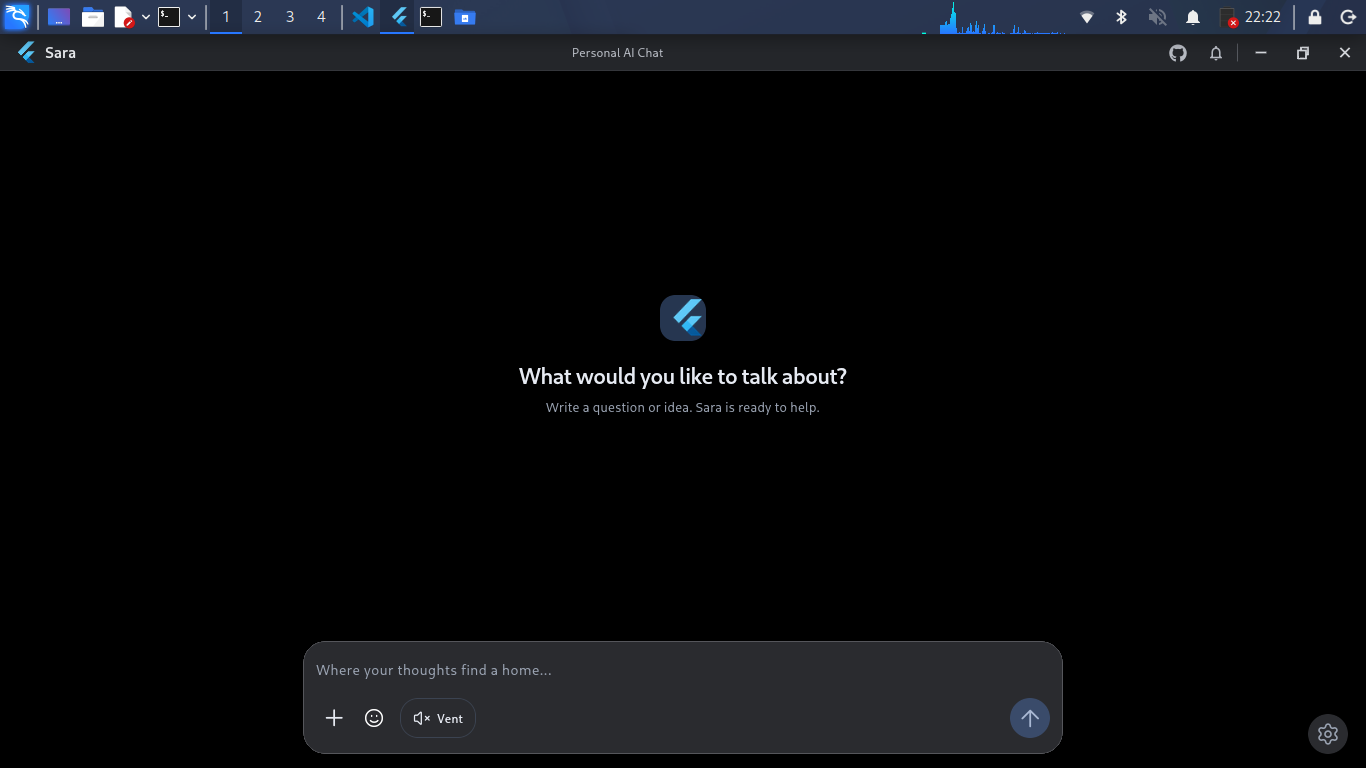 1 2 3 4
22:22
Sara
Personal AI Chat
What would you like to talk about?
Write a question or idea. Sara is ready to help.
Where your thoughts find a home...
Vent